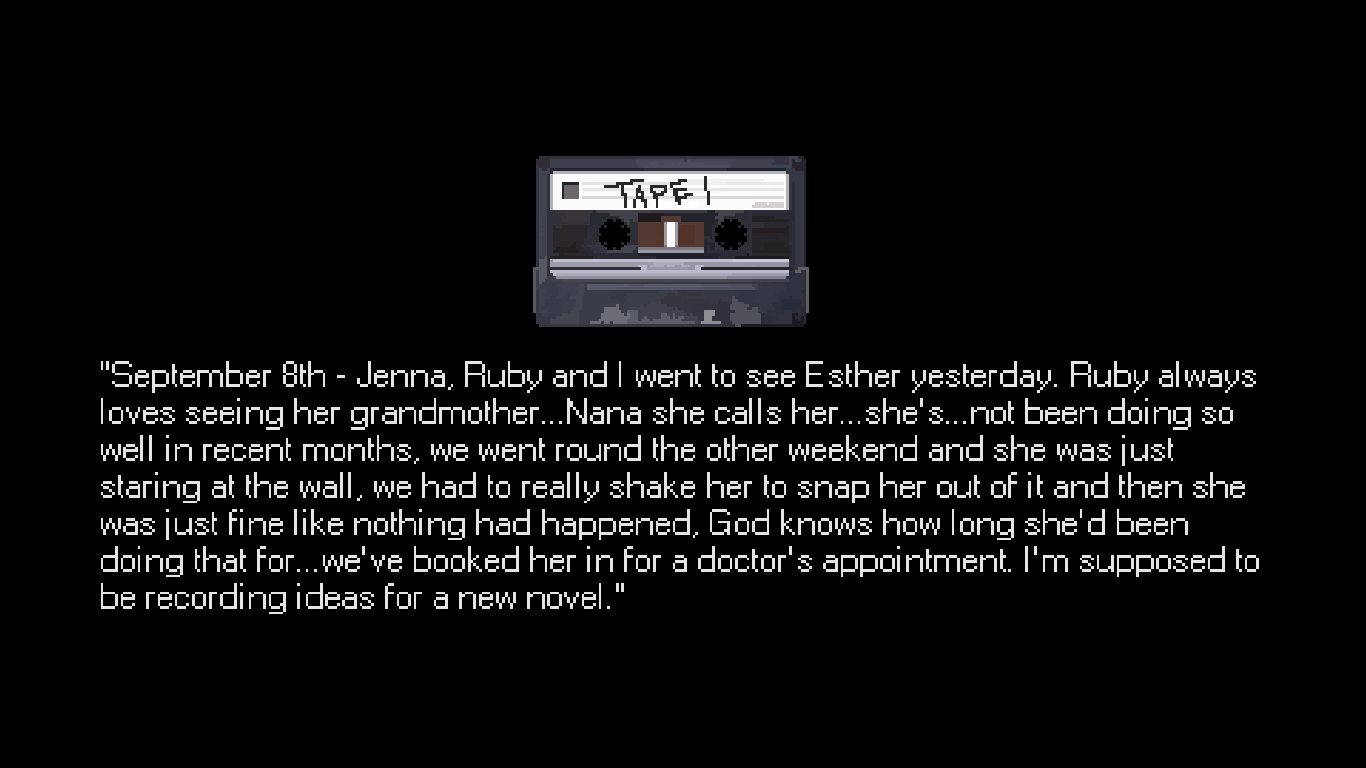 TAPE 1
"September 8th - Jenna, Ruby and I went to see Esther yesterday. Ruby always
loves seeing her grandmother...Nana she calls her...she's...not been doing so
well in recent months, we went round the other weekend and she was just
staring at the wall, we had to really shake her to snap her out of it and then she
was just fine like nothing had happened, God knows how long she'd been
doing that for...we've booked her in for a doctor's appointment. I'm supposed to
be recording ideas for a new novel."